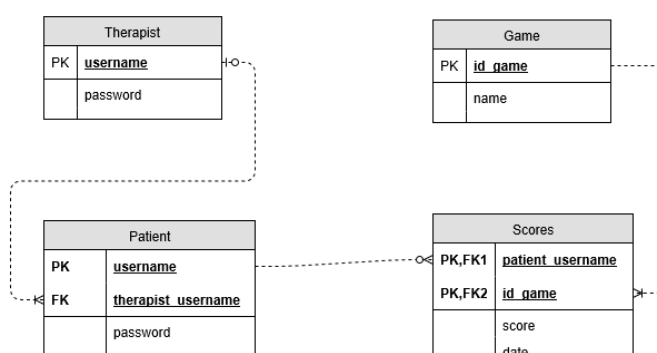 Therapist
PK username
password
Game
PK id_game
name
Patient
PK username
FK therapist_username
password
Scores
PK,FK1 patient_username
PK,FK2 id_game
score
date